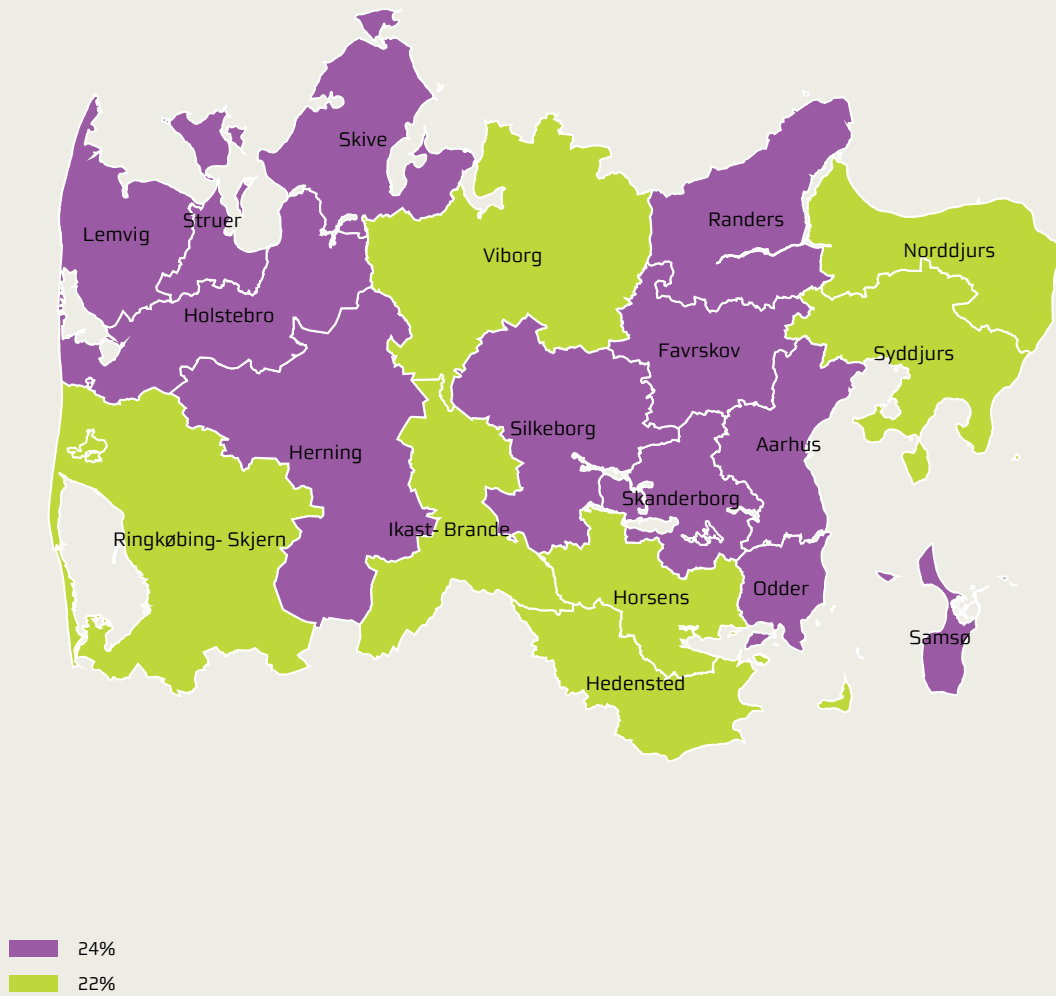 Skive
Struer
Lemvig
Randers
Viborg
Norddjurs
Holstebro
Favrskov
Syddjurs
Silkeborg
Aarhus
Herning
Skanderborg
Ikast- Brande
Ringkøbing- Skjern
Odder
Horsens
Samsø
Hedensted
24%
22%